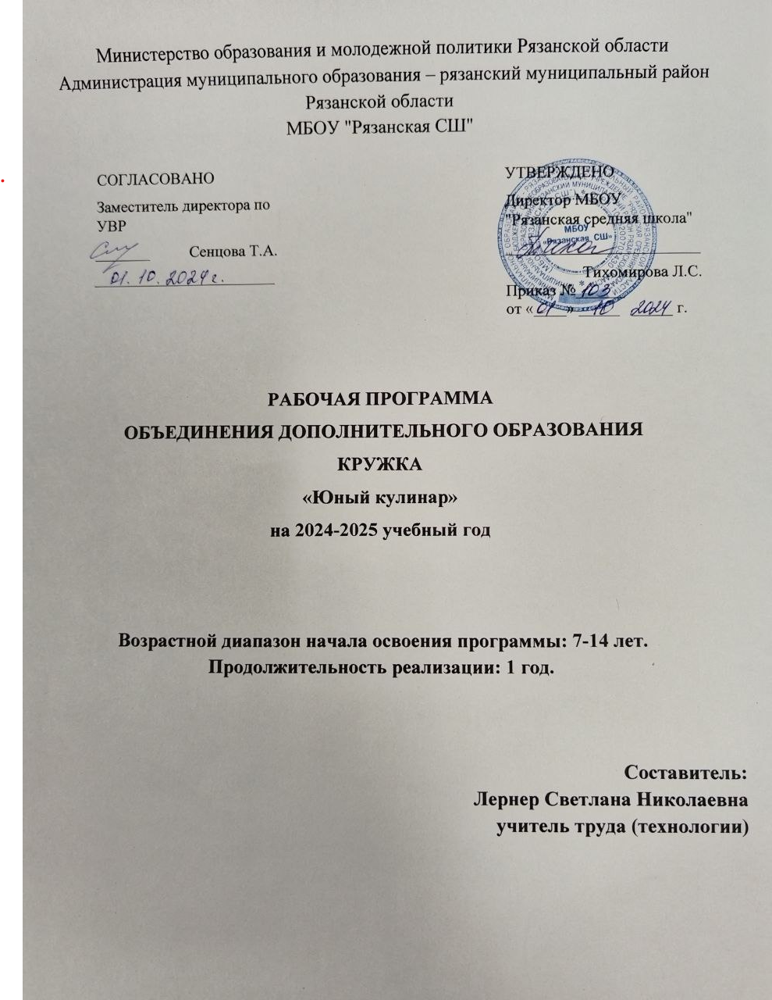 Министерство образования и молодежной политики Рязанской области
Администрация муниципального образования – рязанский муниципальный район
Рязанской области
МБОУ "Рязанская СШ"
СОГЛАСОВАНО
Заместитель директора по
УВР
Сенцова Т.А.
01.10.2024г.
УТВЕРЖДЕНО
Директор МБОУ
"Рязанская средняя школа"
МБОУ
«Рязанская СШ»
Тихомирова Л.С.
Приказ № 103
от « 01 » 10 2024 г.
РАБОЧАЯ ПРОГРАММА
ОБЪЕДИНЕНИЯ ДОПОЛНИТЕЛЬНОГО ОБРАЗОВАНИЯ
КРУЖКА
«Юный кулинар»
на 2024-2025 учебный год
Возрастной диапазон начала освоения программы: 7-14 лет.
Продолжительность реализации: 1 год.
Составитель:
Лернер Светлана Николаевна
учитель труда (технологии)